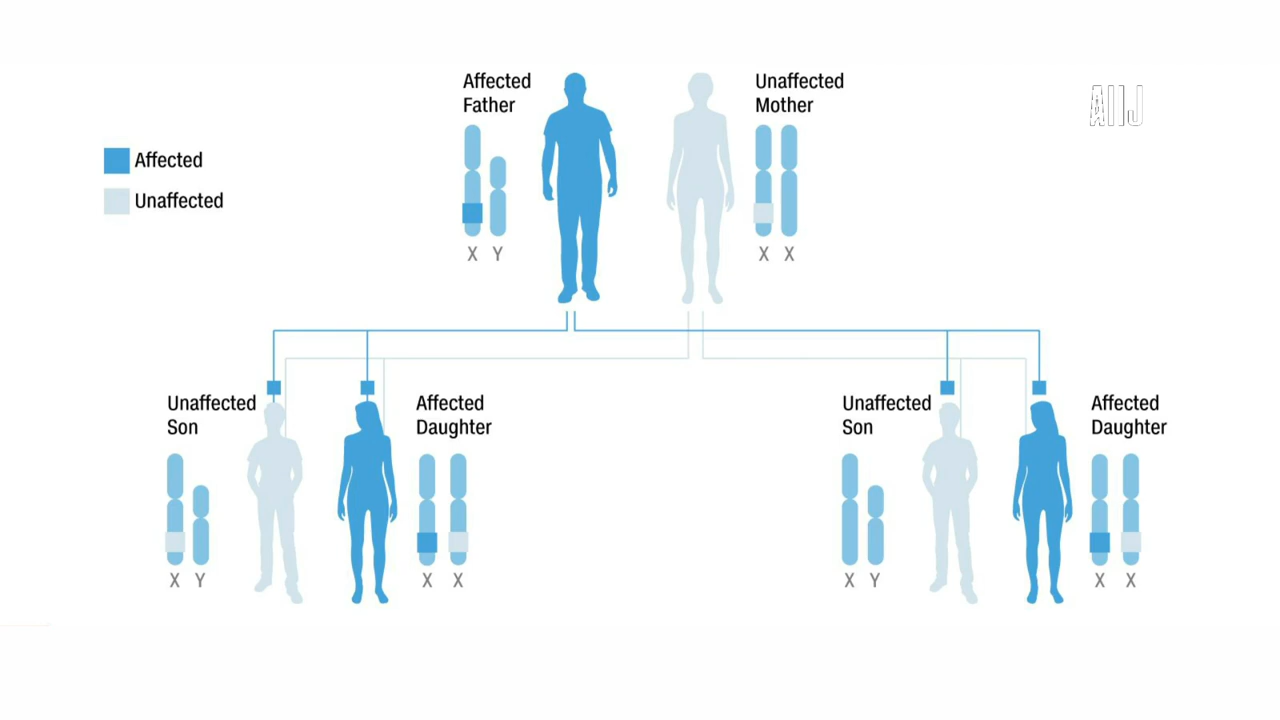 Affected
Father
Unaffected
Mother
Affected
Unaffected
X Y
X X
Unaffected
Son
Affected
Daughter
Unaffected
Son
Affected
Daughter
X Y
X X
X Y
X X